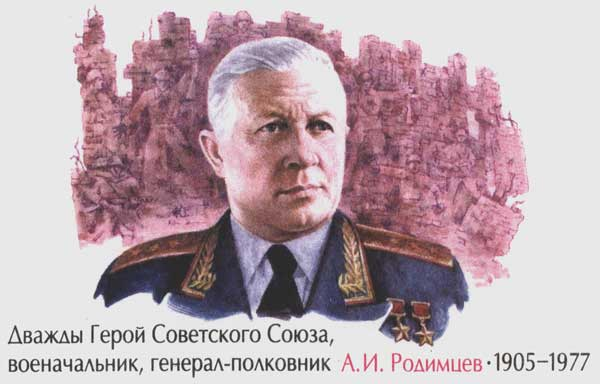 Дважды Герой Советского Союза,
военачальник, генерал-полковник А.И. Родимцев · 1905–1977